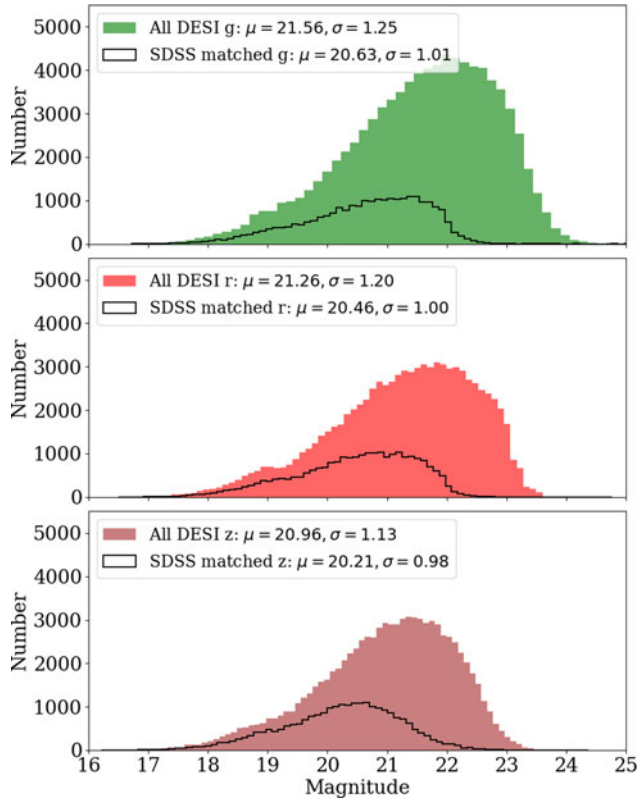 All DESI g: μ = 21.56, σ = 1.25
SDSS matched g: μ = 20.63, σ = 1.01
Number
5000
4000
3000
2000
1000
0
All DESI r: μ = 21.26, σ = 1.20
SDSS matched r: μ = 20.46, σ = 1.00
Number
5000
4000
3000
2000
1000
0
All DESI z: μ = 20.96, σ = 1.13
SDSS matched z: μ = 20.21, σ = 0.98
Number
5000
4000
3000
2000
1000
0
16 17 18 19 20 21 22 23 24 25
Magnitude